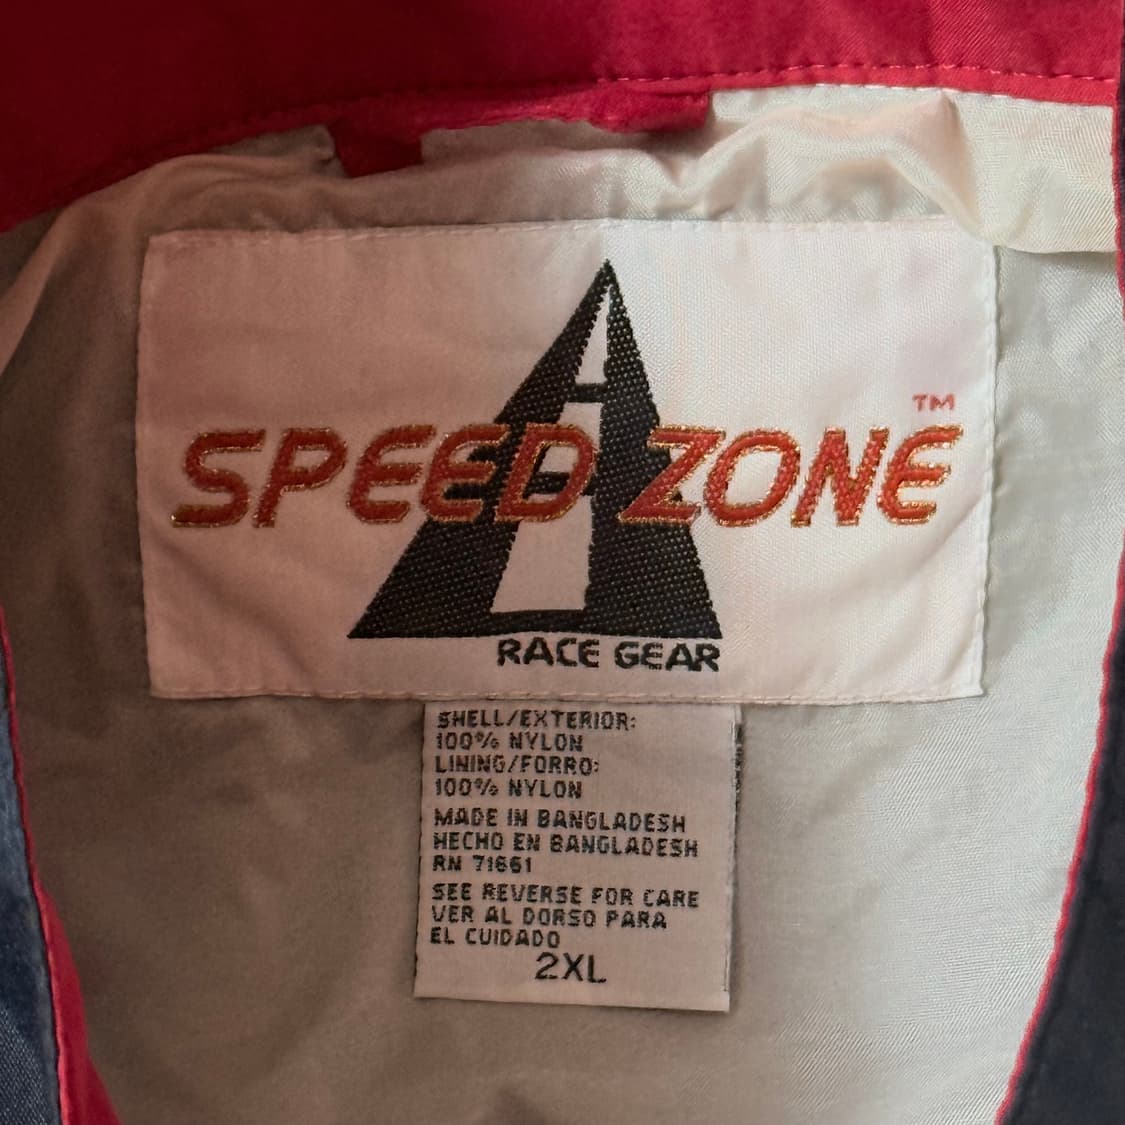 SPEED ZONE™
RACE GEAR
SHELL/EXTERIOR:
100% NYLON
LINING/FORRO:
100% NYLON
MADE IN BANGLADESH
HECHO EN BANGLADESH
RN 71661
SEE REVERSE FOR CARE
VER AL DORSO PARA
EL CUIDADO
2XL